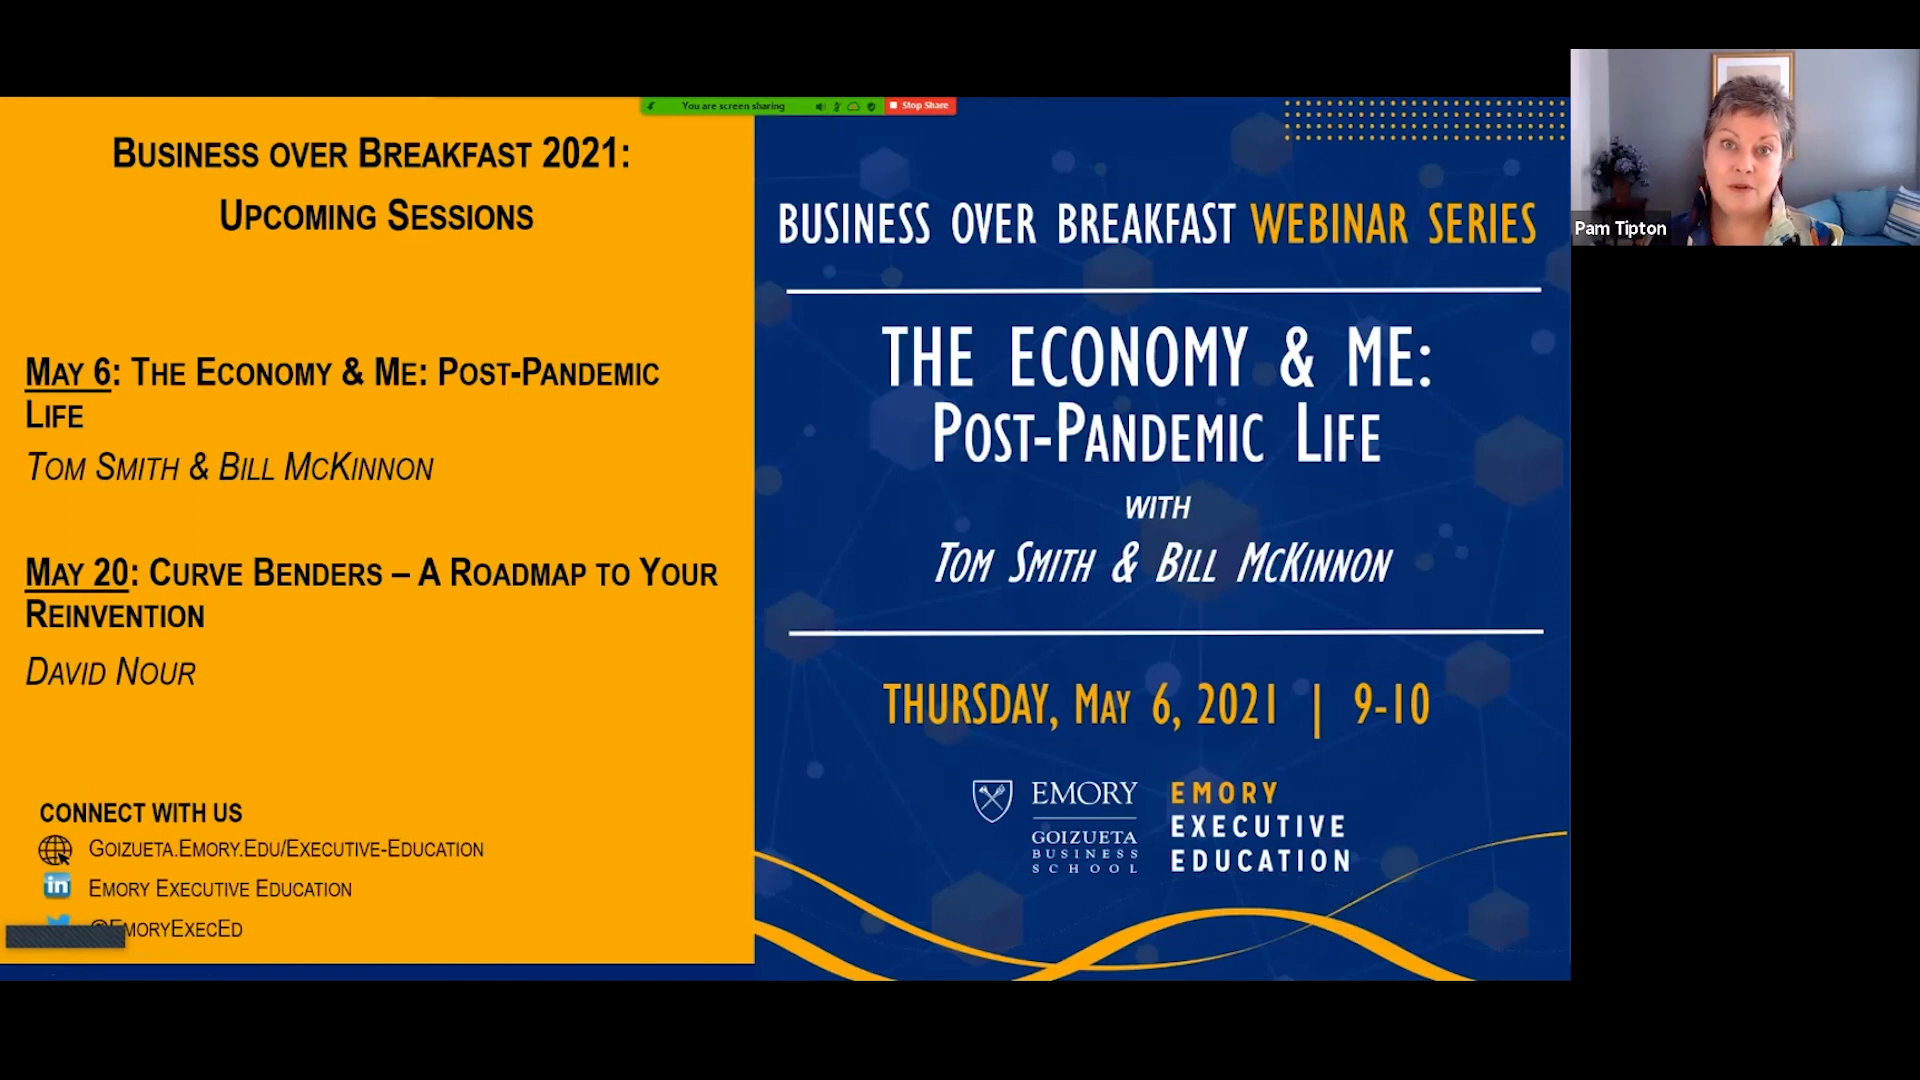 You are screen sharing
Stop Share
BUSINESS OVER BREAKFAST 2021:
UPCOMING SESSIONS
MAY 6: THE ECONOMY & ME: POST-PANDEMIC
LIFE
TOM SMITH & BILL MCKINNON
MAY 20: CURVE BENDERS – A ROADMAP TO YOUR
REINVENTION
DAVID NOUR
CONNECT WITH US
GOIZUETA.EMORY.EDU/EXECUTIVE-EDUCATION
in
EMORY EXECUTIVE EDUCATION
@EMORYEXECED
BUSINESS OVER BREAKFAST WEBINAR SERIES
THE ECONOMY & ME:
POST-PANDEMIC LIFE
WITH
TOM SMITH & BILL MCKINNON
THURSDAY, MAY 6, 2021 | 9-10
EMORY
GOIZUETA
BUSINESS
SCHOOL
EMORY
EXECUTIVE
EDUCATION
Pam Tipton